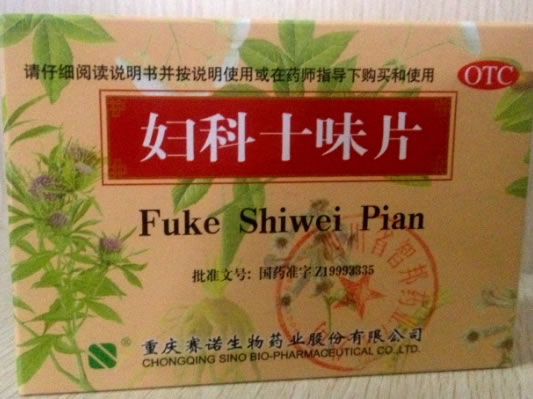 请仔细阅读说明书并按说明使用或在药师指导下购买和使用
OTC
妇科十味片
Fuke Shiwei Pian
批准文号: 国药准字Z19993335
重庆赛诺生物药业股份有限公司
CHONGQING SINO BIO-PHARMACEUTICAL CO.,LTD.